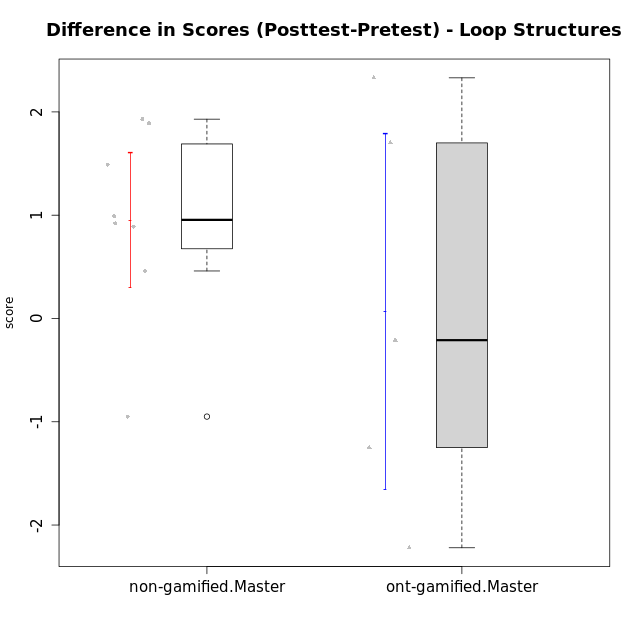 Difference in Scores (Posttest-Pretest) - Loop Structures
2
1
0
-1
-2
score
non-gamified.Master
ont-gamified.Master